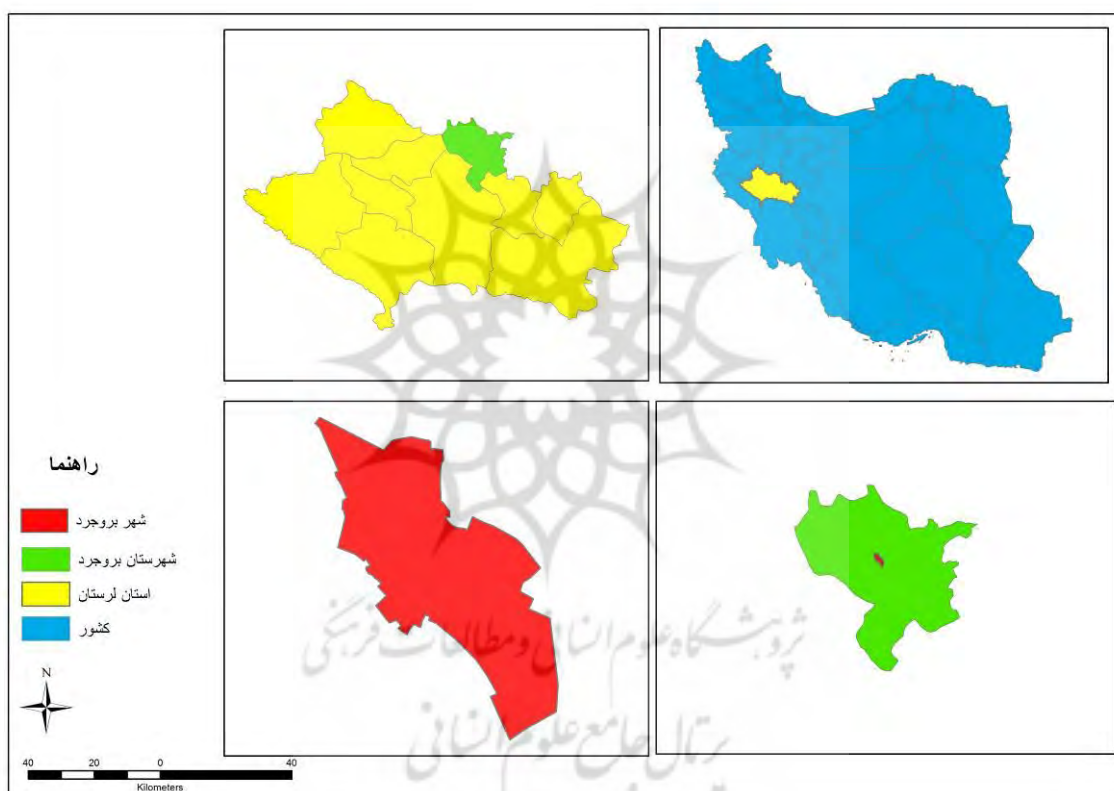 راهنما
شهر بروجرد
شهرستان بروجرد
استان لرستان
کشور
N
40 20 0 40
Kilometers
پژوهشگاه علوم انسانی و مطالعات فرهنگی
پرتال جامع علوم انسانی